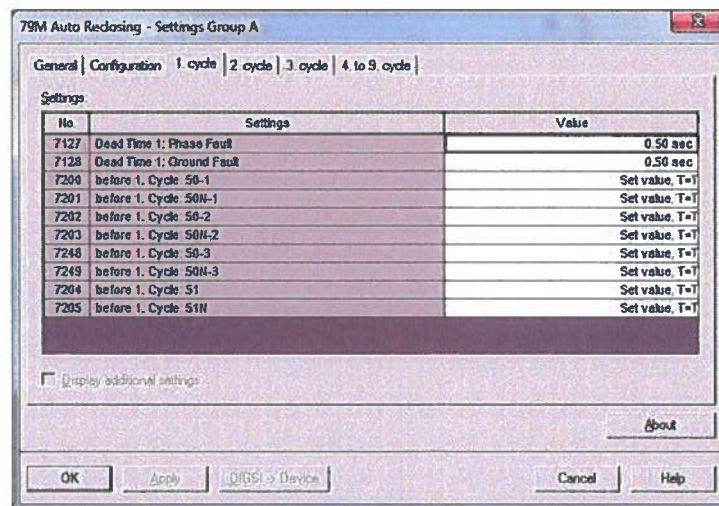 79M Auto Reclosing - Settings Group A
General Configuration 1. cycle 2. cycle 3. cycle 4. to 9. cycle
Settings:
No. Settings Value
7127 Dead Time 1: Phase Fault 0.50 sec
7128 Dead Time 1: Ground Fault 0.50 sec
7200 before 1. Cycle: 50-1 Set value, T=T
7201 before 1. Cycle: 50N-1 Set value, T=T
7202 before 1. Cycle: 50-2 Set value, T=T
7203 before 1. Cycle: 50N-2 Set value, T=T
7248 before 1. Cycle: 50-3 Set value, T=T
7249 before 1. Cycle: 50N-3 Set value, T=T
7204 before 1. Cycle: 51 Set value, T=T
7205 before 1. Cycle: 51N Set value, T=T
Display additional settings
About
OK Apply DIGSI -> Device Cancel Help